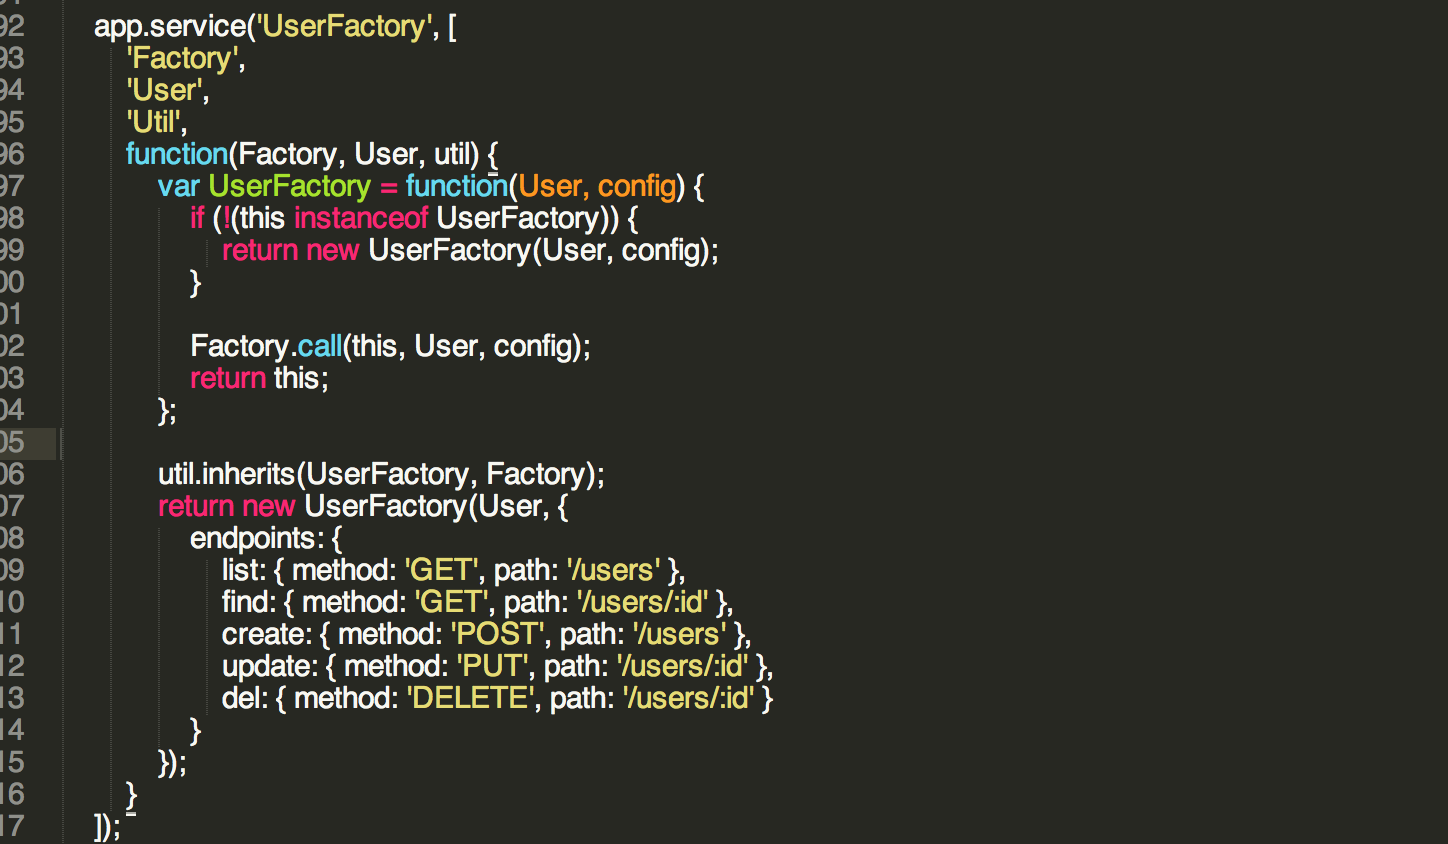 92 app.service('UserFactory', [
93 'Factory',
94 'User',
95 'Util',
96 function(Factory, User, util) {
97 var UserFactory = function(User, config) {
98 if (!(this instanceof UserFactory)) {
99 return new UserFactory(User, config);
00 }
01
02 Factory.call(this, User, config);
03 return this;
04 };
05
06 util.inherits(UserFactory, Factory);
07 return new UserFactory(User, {
08 endpoints: {
09 list: { method: 'GET', path: '/users' },
10 find: { method: 'GET', path: '/users/:id' },
11 create: { method: 'POST', path: '/users' },
12 update: { method: 'PUT', path: '/users/:id' },
13 del: { method: 'DELETE', path: '/users/:id' }
14 }
15 });
16 }
17 ]);